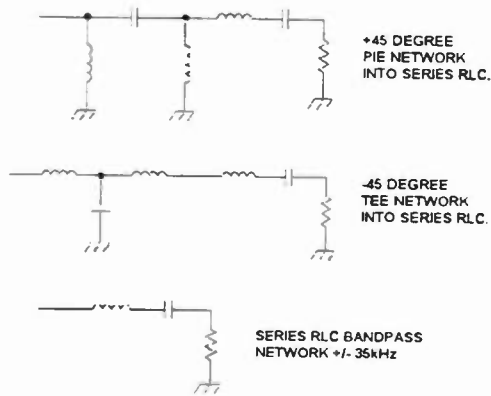 +45 DEGREE
PIE NETWORK
INTO SERIES RLC.
-45 DEGREE
TEE NETWORK
INTO SERIES RLC.
SERIES RLC BANDPASS
NETWORK +/- 35kHz